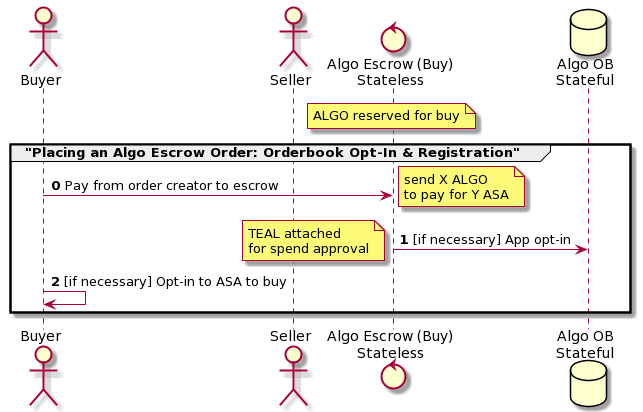 Buyer
Seller
Algo Escrow (Buy)
Stateless
Algo OB
Stateful
ALGO reserved for buy
"Placing an Algo Escrow Order: Orderbook Opt-In & Registration"
0 Pay from order creator to escrow
send X ALGO
to pay for Y ASA
TEAL attached
for spend approval
1 [if necessary] App opt-in
2 [if necessary] Opt-in to ASA to buy
Buyer
Seller
Algo Escrow (Buy)
Stateless
Algo OB
Stateful